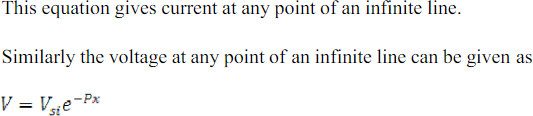 This equation gives current at any point of an infinite line.
Similarly the voltage at any point of an infinite line can be given as
V = Vₛᵢe⁻ᴾˣ